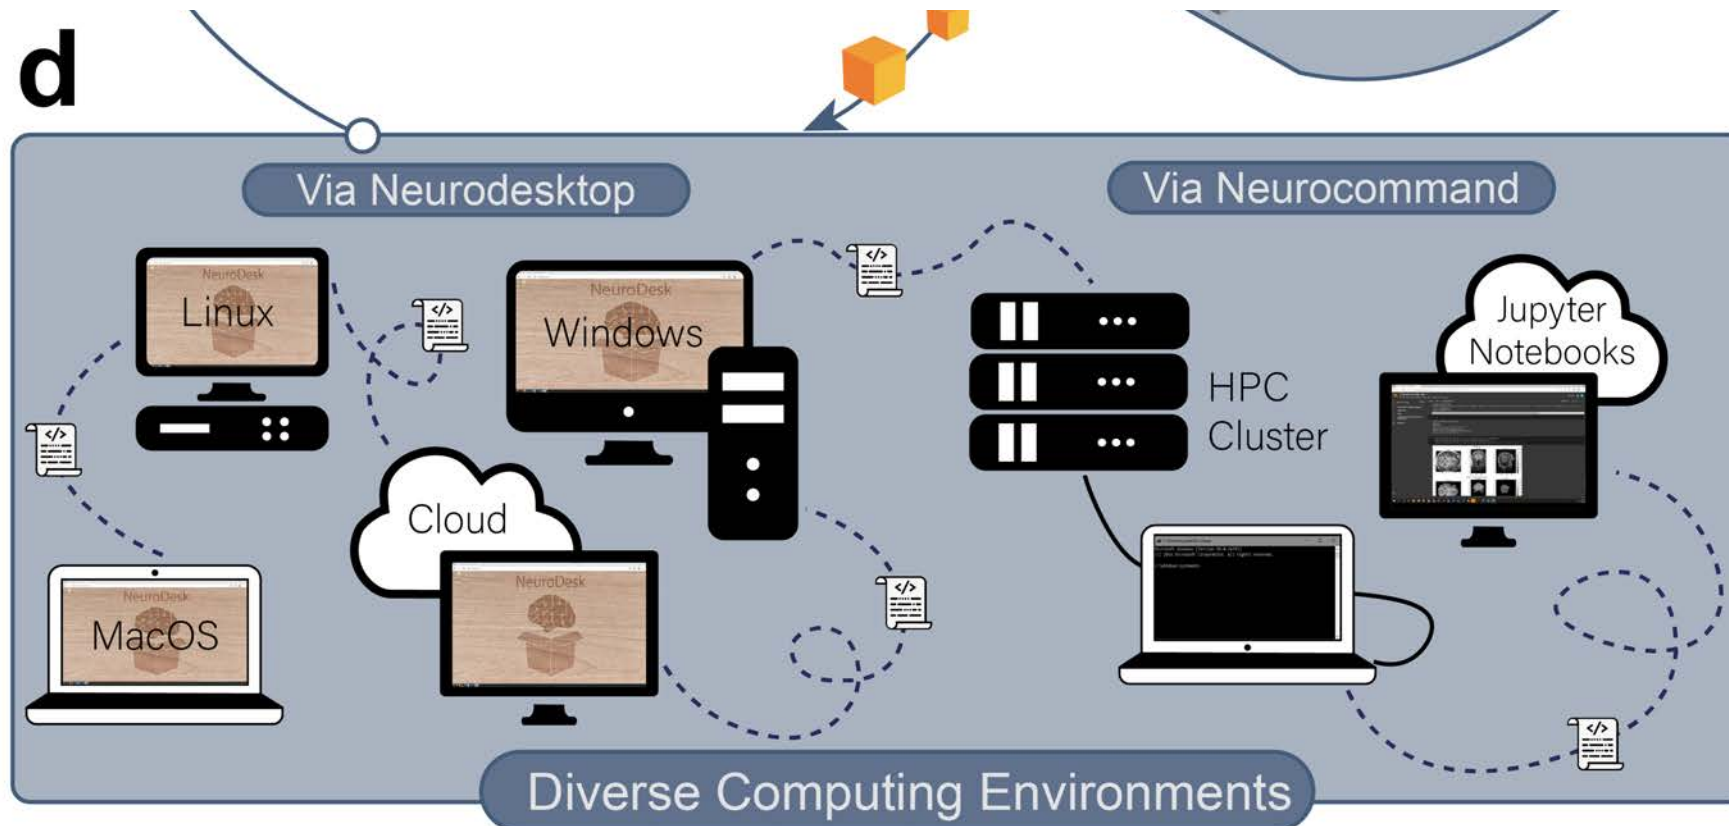 d
Via Neurodesktop
Via Neurocommand
NeuroDesk
Linux
</>
NeuroDesk
Windows
</>
Jupyter
Notebooks
HPC
Cluster
</>
Cloud
NeuroDesk
</>
NeuroDesk
MacOS
</>
Diverse Computing Environments